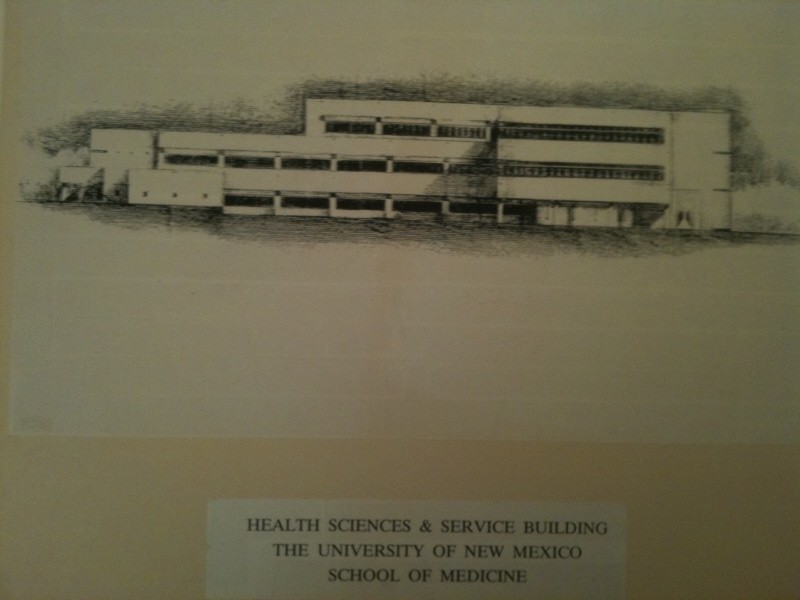 HEALTH SCIENCES & SERVICE BUILDING
THE UNIVERSITY OF NEW MEXICO
SCHOOL OF MEDICINE